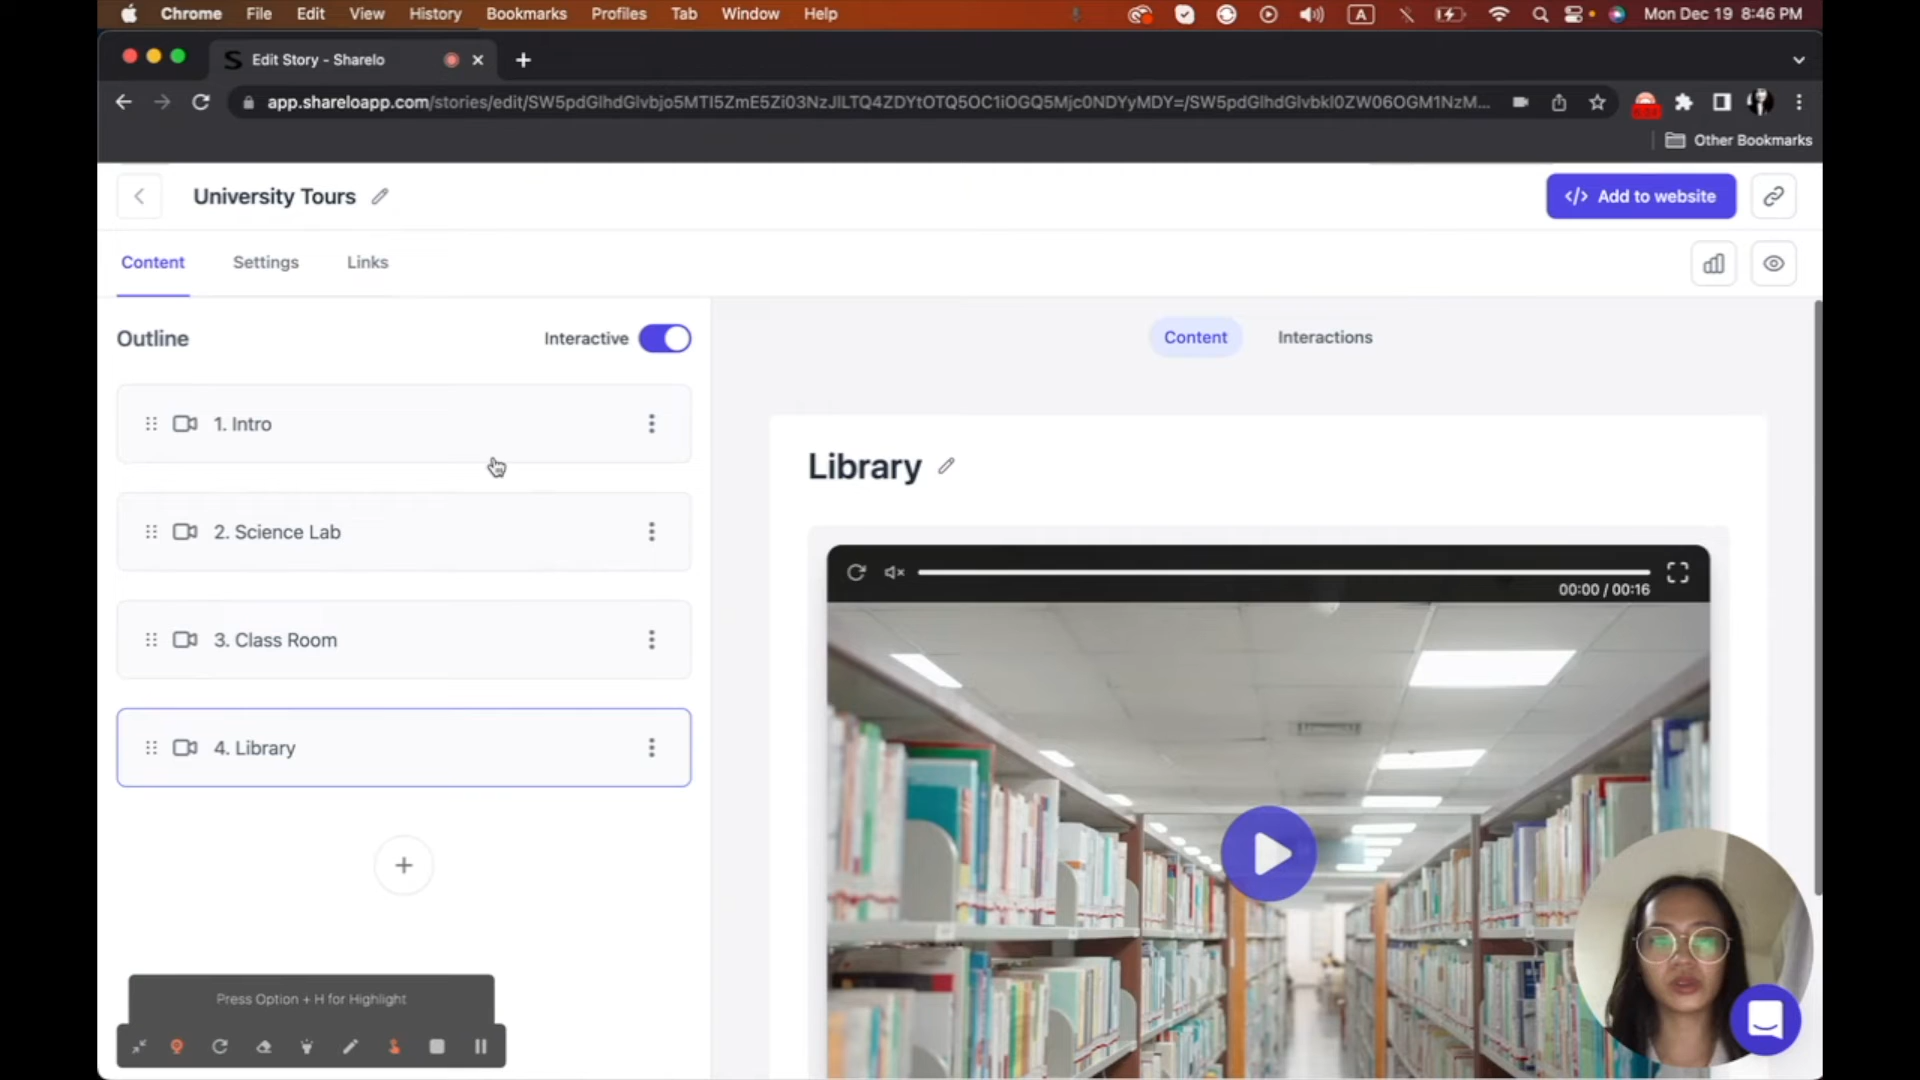 Chrome File Edit View History Bookmarks Profiles Tab Window Help
A
Mon Dec 19 8:46 PM
Edit Story - Sharelo
app.shareloapp.com/stories/edit/SW5pdGlhdGlvbjo5MTI5ZmE5Zi03NzJlLTQ4ZDYtOTQ5OC1iOGQ5Mjc0NDYyMDY=/SW5pdGlhdGlvbkl0ZW06OGM1NzM...
Other Bookmarks
University Tours
</> Add to website
Content Settings Links
Outline
Interactive
Content Interactions
1. Intro
Library
2. Science Lab
00:00 / 00:16
3. Class Room
4. Library
+
Press Option + H for Highlight